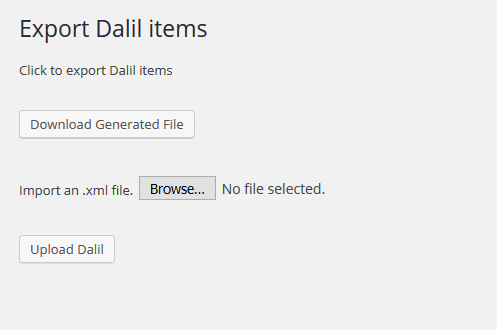 Export Dalil items
Click to export Dalil items
Download Generated File
Import an .xml file. Browse... No file selected.
Upload Dalil